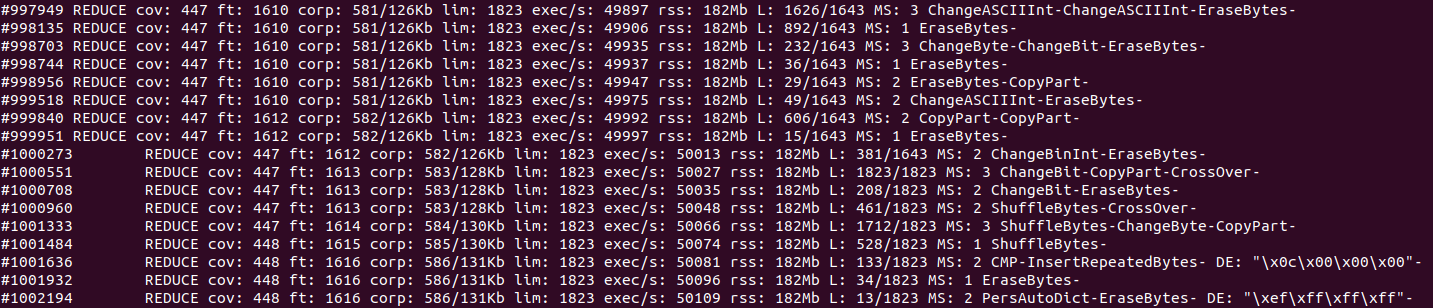 #997949 REDUCE cov: 447 ft: 1610 corp: 581/126Kb lim: 1823 exec/s: 49897 rss: 182Mb L: 1626/1643 MS: 3 ChangeASCIIInt-ChangeASCIIInt-EraseBytes-
#998135 REDUCE cov: 447 ft: 1610 corp: 581/126Kb lim: 1823 exec/s: 49906 rss: 182Mb L: 892/1643 MS: 1 EraseBytes-
#998703 REDUCE cov: 447 ft: 1610 corp: 581/126Kb lim: 1823 exec/s: 49935 rss: 182Mb L: 232/1643 MS: 3 ChangeByte-ChangeBit-EraseBytes-
#998744 REDUCE cov: 447 ft: 1610 corp: 581/126Kb lim: 1823 exec/s: 49937 rss: 182Mb L: 36/1643 MS: 1 EraseBytes-
#998956 REDUCE cov: 447 ft: 1610 corp: 581/126Kb lim: 1823 exec/s: 49947 rss: 182Mb L: 29/1643 MS: 2 EraseBytes-CopyPart-
#999518 REDUCE cov: 447 ft: 1610 corp: 581/126Kb lim: 1823 exec/s: 49975 rss: 182Mb L: 49/1643 MS: 2 ChangeASCIIInt-EraseBytes-
#999840 REDUCE cov: 447 ft: 1612 corp: 582/126Kb lim: 1823 exec/s: 49992 rss: 182Mb L: 606/1643 MS: 2 CopyPart-CopyPart-
#999951 REDUCE cov: 447 ft: 1612 corp: 582/126Kb lim: 1823 exec/s: 49997 rss: 182Mb L: 15/1643 MS: 1 EraseBytes-
#1000273 REDUCE cov: 447 ft: 1612 corp: 582/126Kb lim: 1823 exec/s: 50013 rss: 182Mb L: 381/1643 MS: 2 ChangeBinInt-EraseBytes-
#1000551 REDUCE cov: 447 ft: 1613 corp: 583/128Kb lim: 1823 exec/s: 50027 rss: 182Mb L: 1823/1823 MS: 3 ChangeBit-CopyPart-CrossOver-
#1000708 REDUCE cov: 447 ft: 1613 corp: 583/128Kb lim: 1823 exec/s: 50035 rss: 182Mb L: 208/1823 MS: 2 ChangeBit-EraseBytes-
#1000960 REDUCE cov: 447 ft: 1613 corp: 583/128Kb lim: 1823 exec/s: 50048 rss: 182Mb L: 461/1823 MS: 2 ShuffleBytes-CrossOver-
#1001333 REDUCE cov: 447 ft: 1614 corp: 584/130Kb lim: 1823 exec/s: 50066 rss: 182Mb L: 1712/1823 MS: 3 ShuffleBytes-ChangeByte-CopyPart-
#1001484 REDUCE cov: 448 ft: 1615 corp: 585/130Kb lim: 1823 exec/s: 50074 rss: 182Mb L: 528/1823 MS: 1 ShuffleBytes-
#1001636 REDUCE cov: 448 ft: 1616 corp: 586/131Kb lim: 1823 exec/s: 50081 rss: 182Mb L: 133/1823 MS: 2 CMP-InsertRepeatedBytes- DE: "\x0c\x00\x00\x00"-
#1001932 REDUCE cov: 448 ft: 1616 corp: 586/131Kb lim: 1823 exec/s: 50096 rss: 182Mb L: 34/1823 MS: 1 EraseBytes-
#1002194 REDUCE cov: 448 ft: 1616 corp: 586/131Kb lim: 1823 exec/s: 50109 rss: 182Mb L: 13/1823 MS: 2 PersAutoDict-EraseBytes- DE: "\xef\xff\xff\xff"-